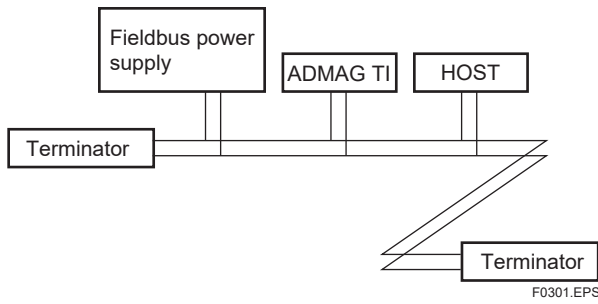 Fieldbus power
supply
ADMAG TI
HOST
Terminator
Terminator
F0301.EPS